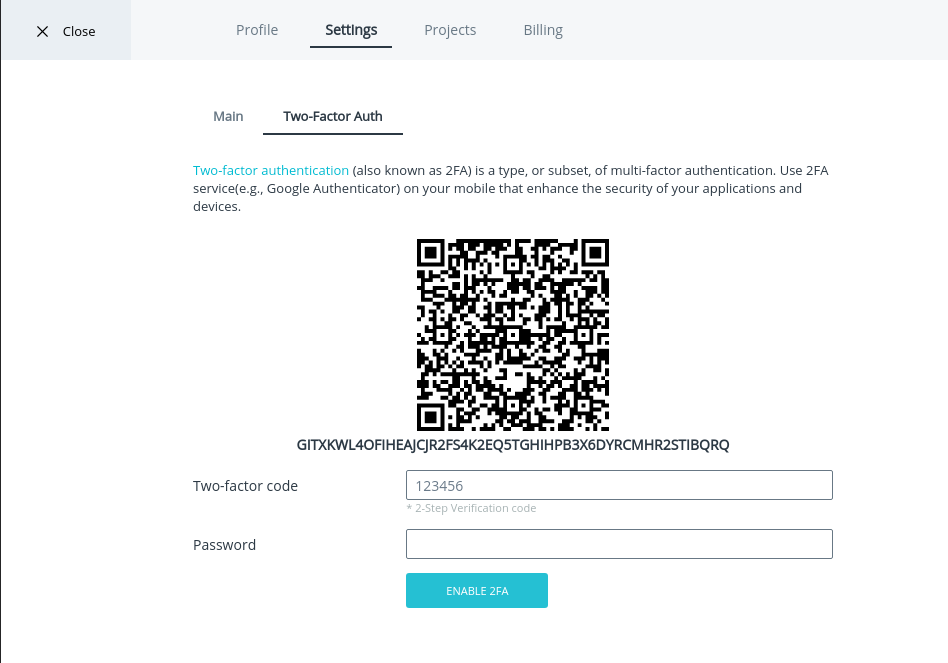 Close
Profile Settings Projects Billing
Main Two-Factor Auth
Two-factor authentication (also known as 2FA) is a type, or subset, of multi-factor authentication. Use 2FA
service(e.g., Google Authenticator) on your mobile that enhance the security of your applications and
devices.
GITXKWL4OFIHEAJCJR2FS4K2EQ5TGHIHPB3X6DYRCMHR2STIBQRQ
Two-factor code 123456
* 2-Step Verification code
Password
ENABLE 2FA